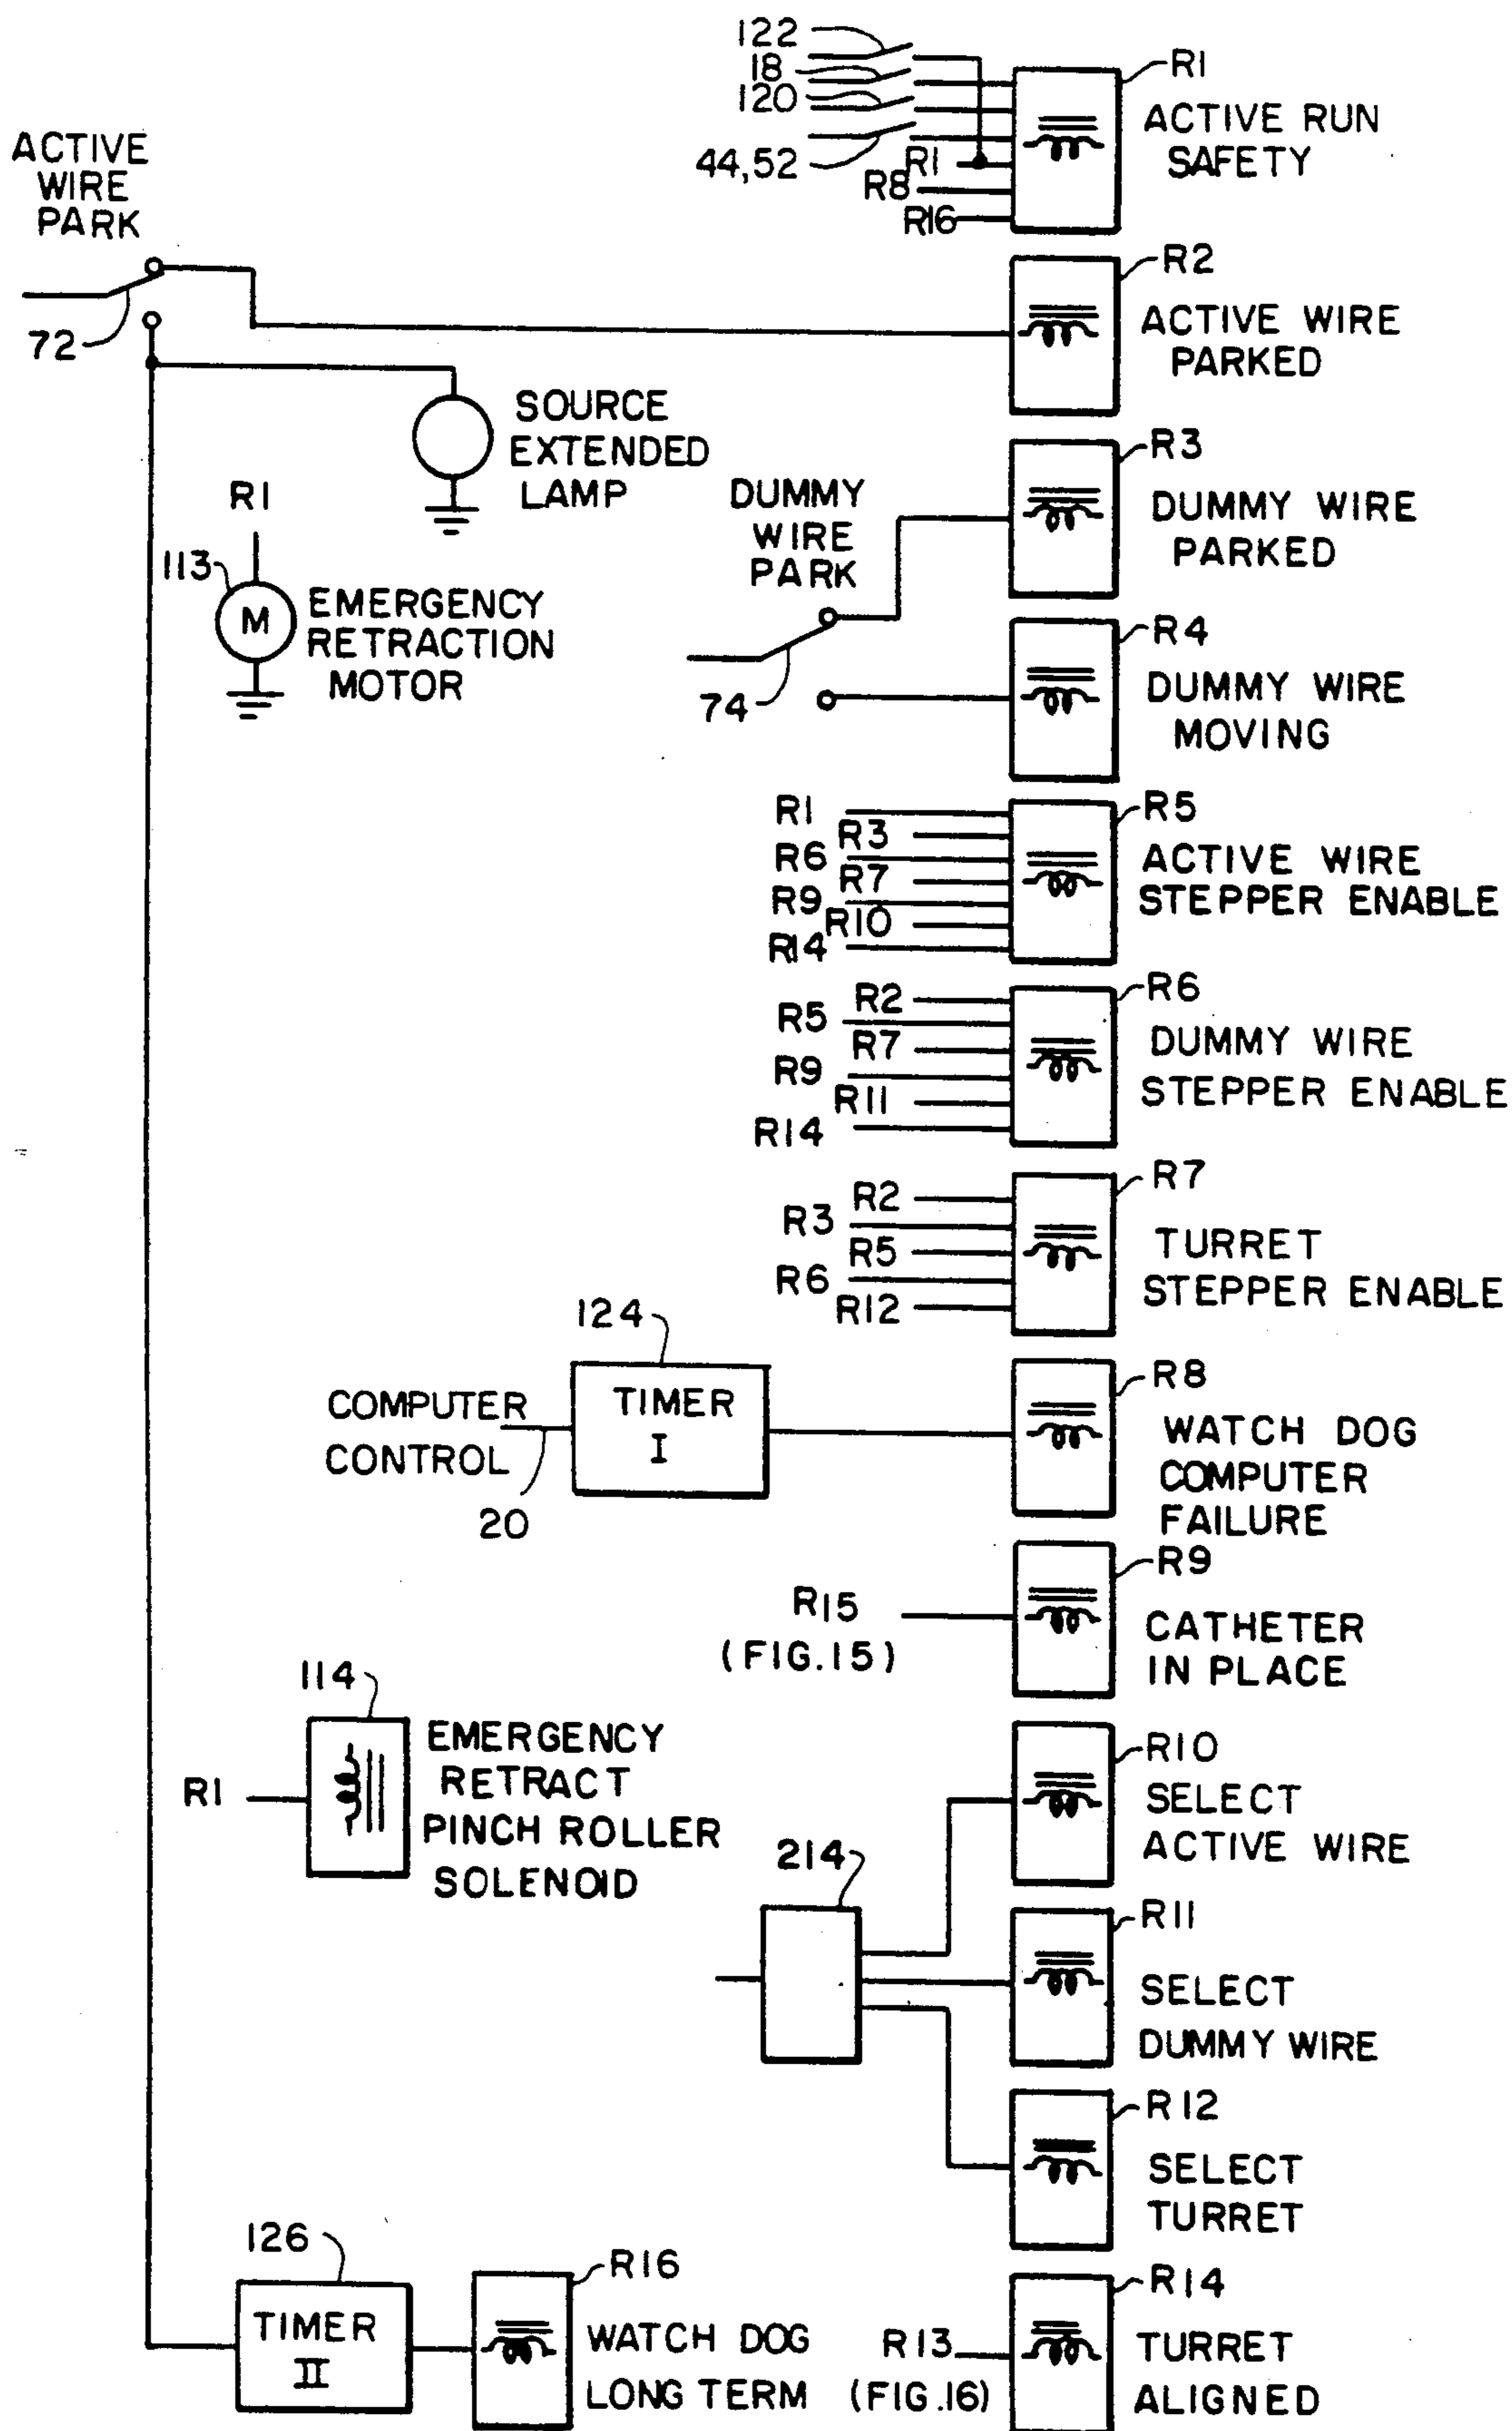 122
18
120
44,52
R1
R8
R16
R1
ACTIVE RUN
SAFETY
ACTIVE
WIRE
PARK
72
R2
ACTIVE WIRE
PARKED
SOURCE
EXTENDED
LAMP
R1
113
M
EMERGENCY
RETRACTION
MOTOR
DUMMY
WIRE
PARK
74
R3
DUMMY WIRE
PARKED
R4
DUMMY WIRE
MOVING
R1
R3
R6
R7
R9
R10
R14
R5
ACTIVE WIRE
STEPPER ENABLE
R2
R5
R7
R9
R11
R14
R6
DUMMY WIRE
STEPPER ENABLE
R2
R3
R5
R6
R12
R7
TURRET
STEPPER ENABLE
124
COMPUTER
CONTROL
20
TIMER
I
R8
WATCH DOG
COMPUTER
FAILURE
R15
(FIG.15)
R9
CATHETER
IN PLACE
114
R1
EMERGENCY
RETRACT
PINCH ROLLER
SOLENOID
214
R10
SELECT
ACTIVE WIRE
R11
SELECT
DUMMY WIRE
R12
SELECT
TURRET
126
TIMER
II
R16
WATCH DOG
LONG TERM
R13
(FIG.16)
R14
TURRET
ALIGNED